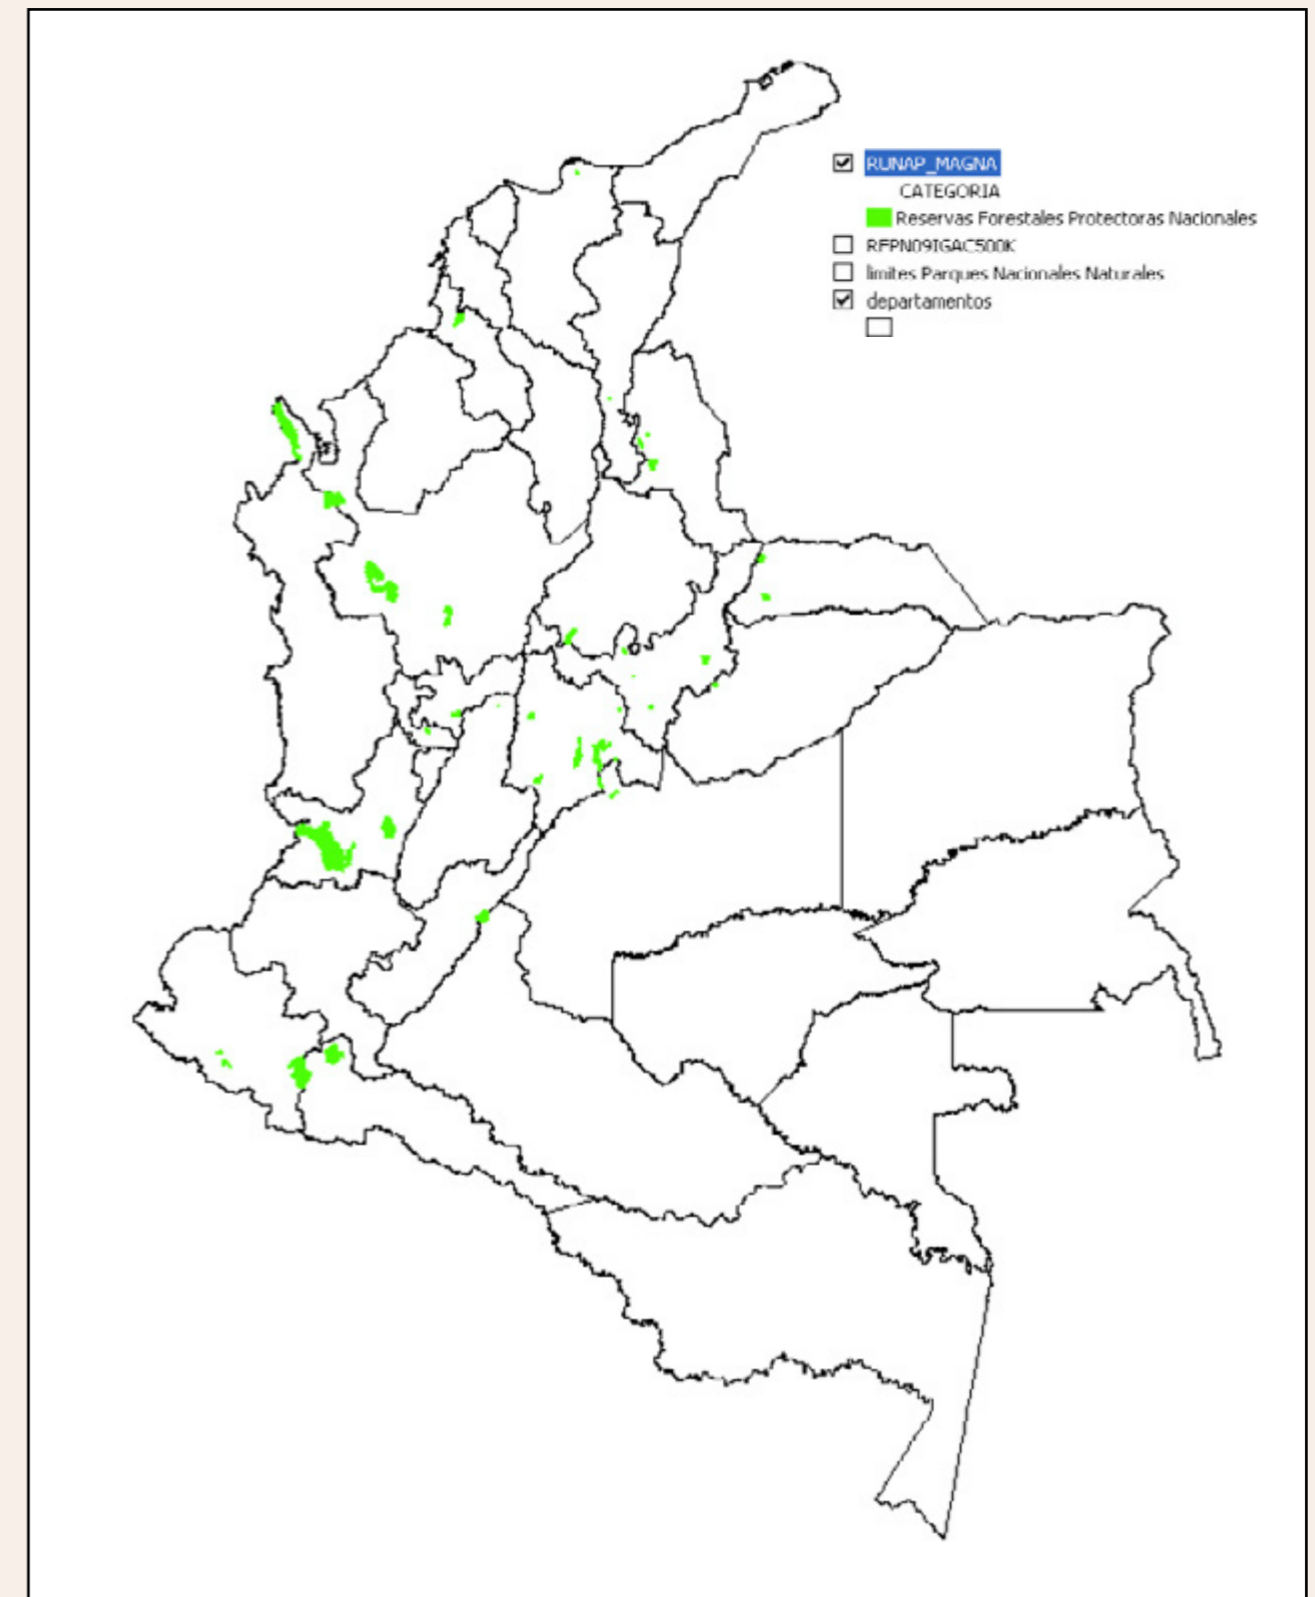 RUNAP_MAGNA
CATEGORIA
Reservas Forestales Protectoras Nacionales
RFPN09IGAC500K
limites Parques Nacionales Naturales
departamentos